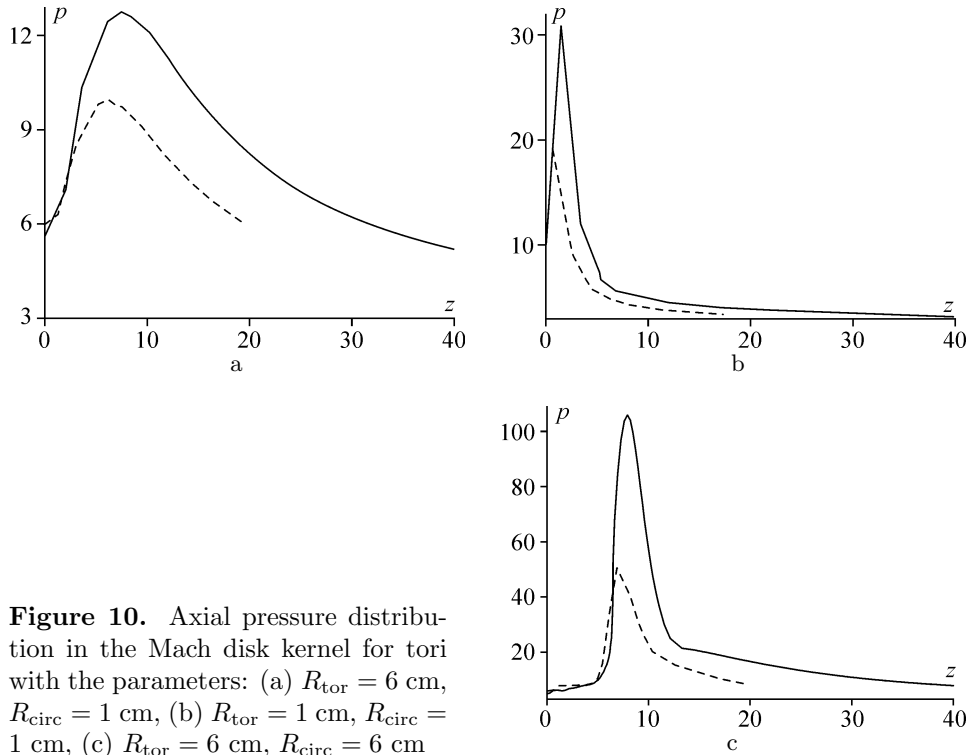 p
12
9
6
3
z
0 10 20 30 40
a
p
30
20
10
z
0 10 20 30 40
b
p
100
80
60
40
20
z
0 10 20 30 40
c
Figure 10. Axial pressure distribu-
tion in the Mach disk kernel for tori
with the parameters: (a) R_tor = 6 cm,
R_circ = 1 cm, (b) R_tor = 1 cm, R_circ =
1 cm, (c) R_tor = 6 cm, R_circ = 6 cm